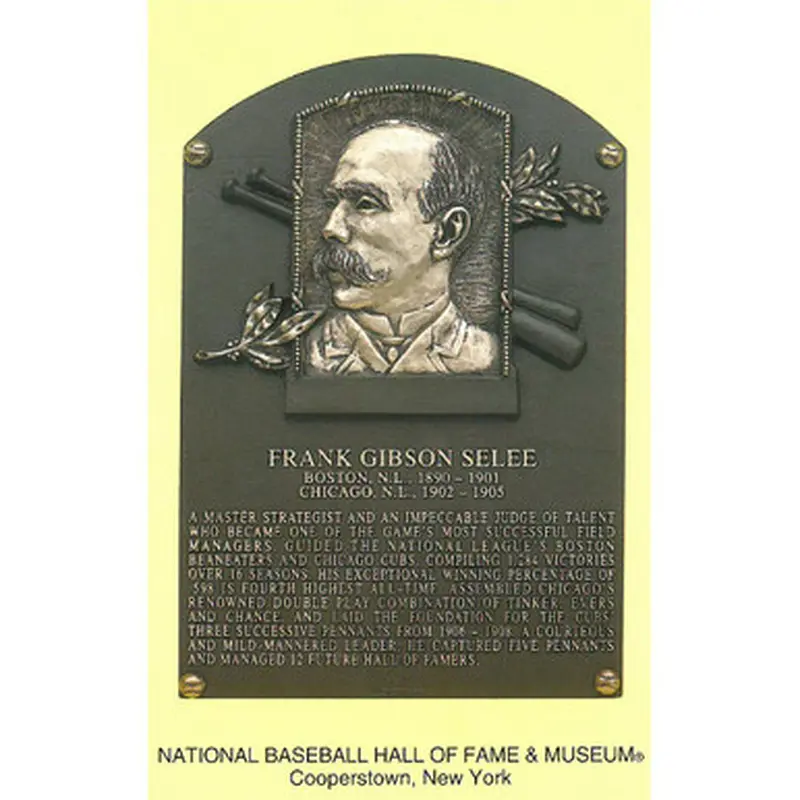 FRANK GIBSON SELEE
BOSTON, N.L., 1890 – 1901
CHICAGO, N.L., 1902 – 1905
A MASTER STRATEGIST AND AN IMPECCABLE JUDGE OF TALENT
WHO BECAME ONE OF THE GAME'S MOST SUCCESSFUL FIELD
MANAGERS. GUIDED THE NATIONAL LEAGUE'S BOSTON
BEANEATERS AND CHICAGO CUBS, COMPILING 1,284 VICTORIES
OVER 16 SEASONS. HIS EXCEPTIONAL WINNING PERCENTAGE OF
.598 IS FOURTH HIGHEST ALL-TIME. ASSEMBLED CHICAGO'S
RENOWNED DOUBLE PLAY COMBINATION OF TINKER, EVERS
AND CHANCE, AND LAID THE FOUNDATION FOR THE CUBS'
THREE SUCCESSIVE PENNANTS FROM 1906 – 1908. A COURTEOUS
AND MILD-MANNERED LEADER, HE CAPTURED FIVE PENNANTS
AND MANAGED 12 FUTURE HALL OF FAMERS.
NATIONAL BASEBALL HALL OF FAME & MUSEUM®
Cooperstown, New York